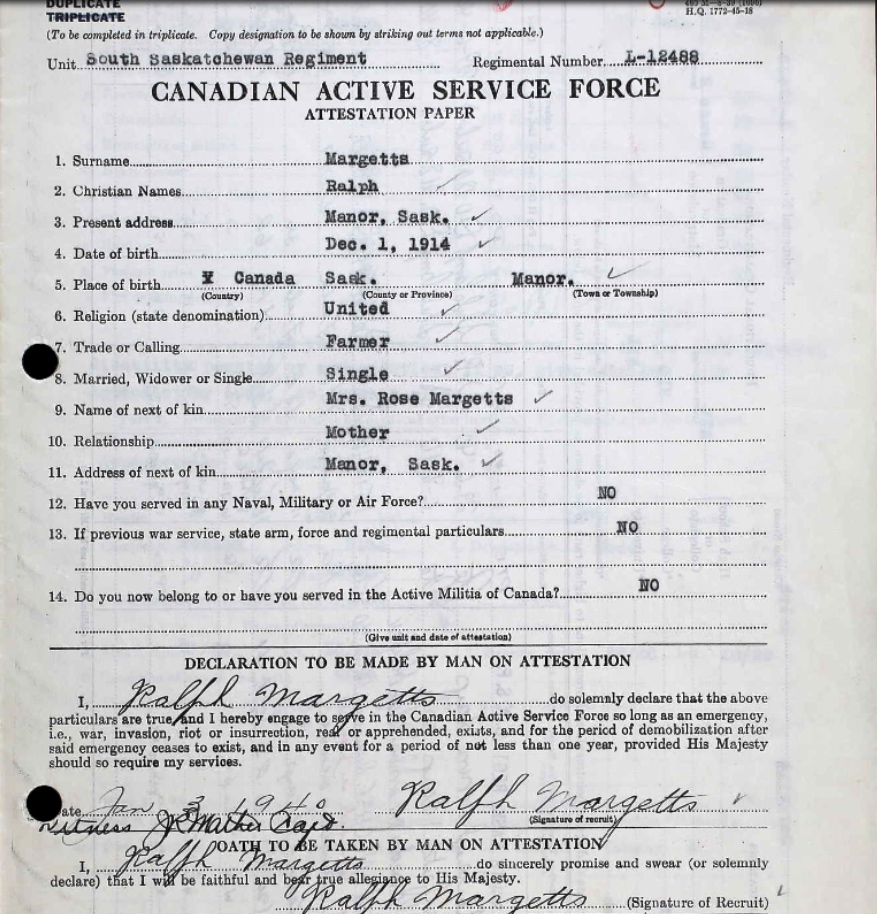 DUPLICATE
TRIPLICATE
H.Q. 1772-45-18
(To be completed in triplicate. Copy designation to be shown by striking out terms not applicable.)
Unit South Saskatchewan Regiment Regimental Number L-12488
CANADIAN ACTIVE SERVICE FORCE
ATTESTATION PAPER
1. Surname Margetts
2. Christian Names Ralph
3. Present address Manor, Sask.
4. Date of birth Dec. 1, 1914
5. Place of birth Canada Sask. Manor.
(Country) (County or Province) (Town or Township)
6. Religion (state denomination) United
7. Trade or Calling Farmer
8. Married, Widower or Single Single
9. Name of next of kin Mrs. Rose Margetts
10. Relationship Mother
11. Address of next of kin Manor, Sask.
12. Have you served in any Naval, Military or Air Force? NO
13. If previous war service, state arm, force and regimental particulars NO
14. Do you now belong to or have you served in the Active Militia of Canada? NO
(Give unit and date of attestation)
DECLARATION TO BE MADE BY MAN ON ATTESTATION
I, Ralph Margetts do solemnly declare that the above
particulars are true, and I hereby engage to serve in the Canadian Active Service Force so long as an emergency,
i.e., war, invasion, riot or insurrection, real or apprehended, exists, and for the period of demobilization after
said emergency ceases to exist, and in any event for a period of not less than one year, provided His Majesty
should so require my services.
Date Jan 3 1940 Ralph Margetts
(Signature of recruit)
Witness Mather Capt.
OATH TO BE TAKEN BY MAN ON ATTESTATION
I, Ralph Margetts do sincerely promise and swear (or solemnly
declare) that I will be faithful and bear true allegiance to His Majesty.
Ralph Margetts (Signature of Recruit)